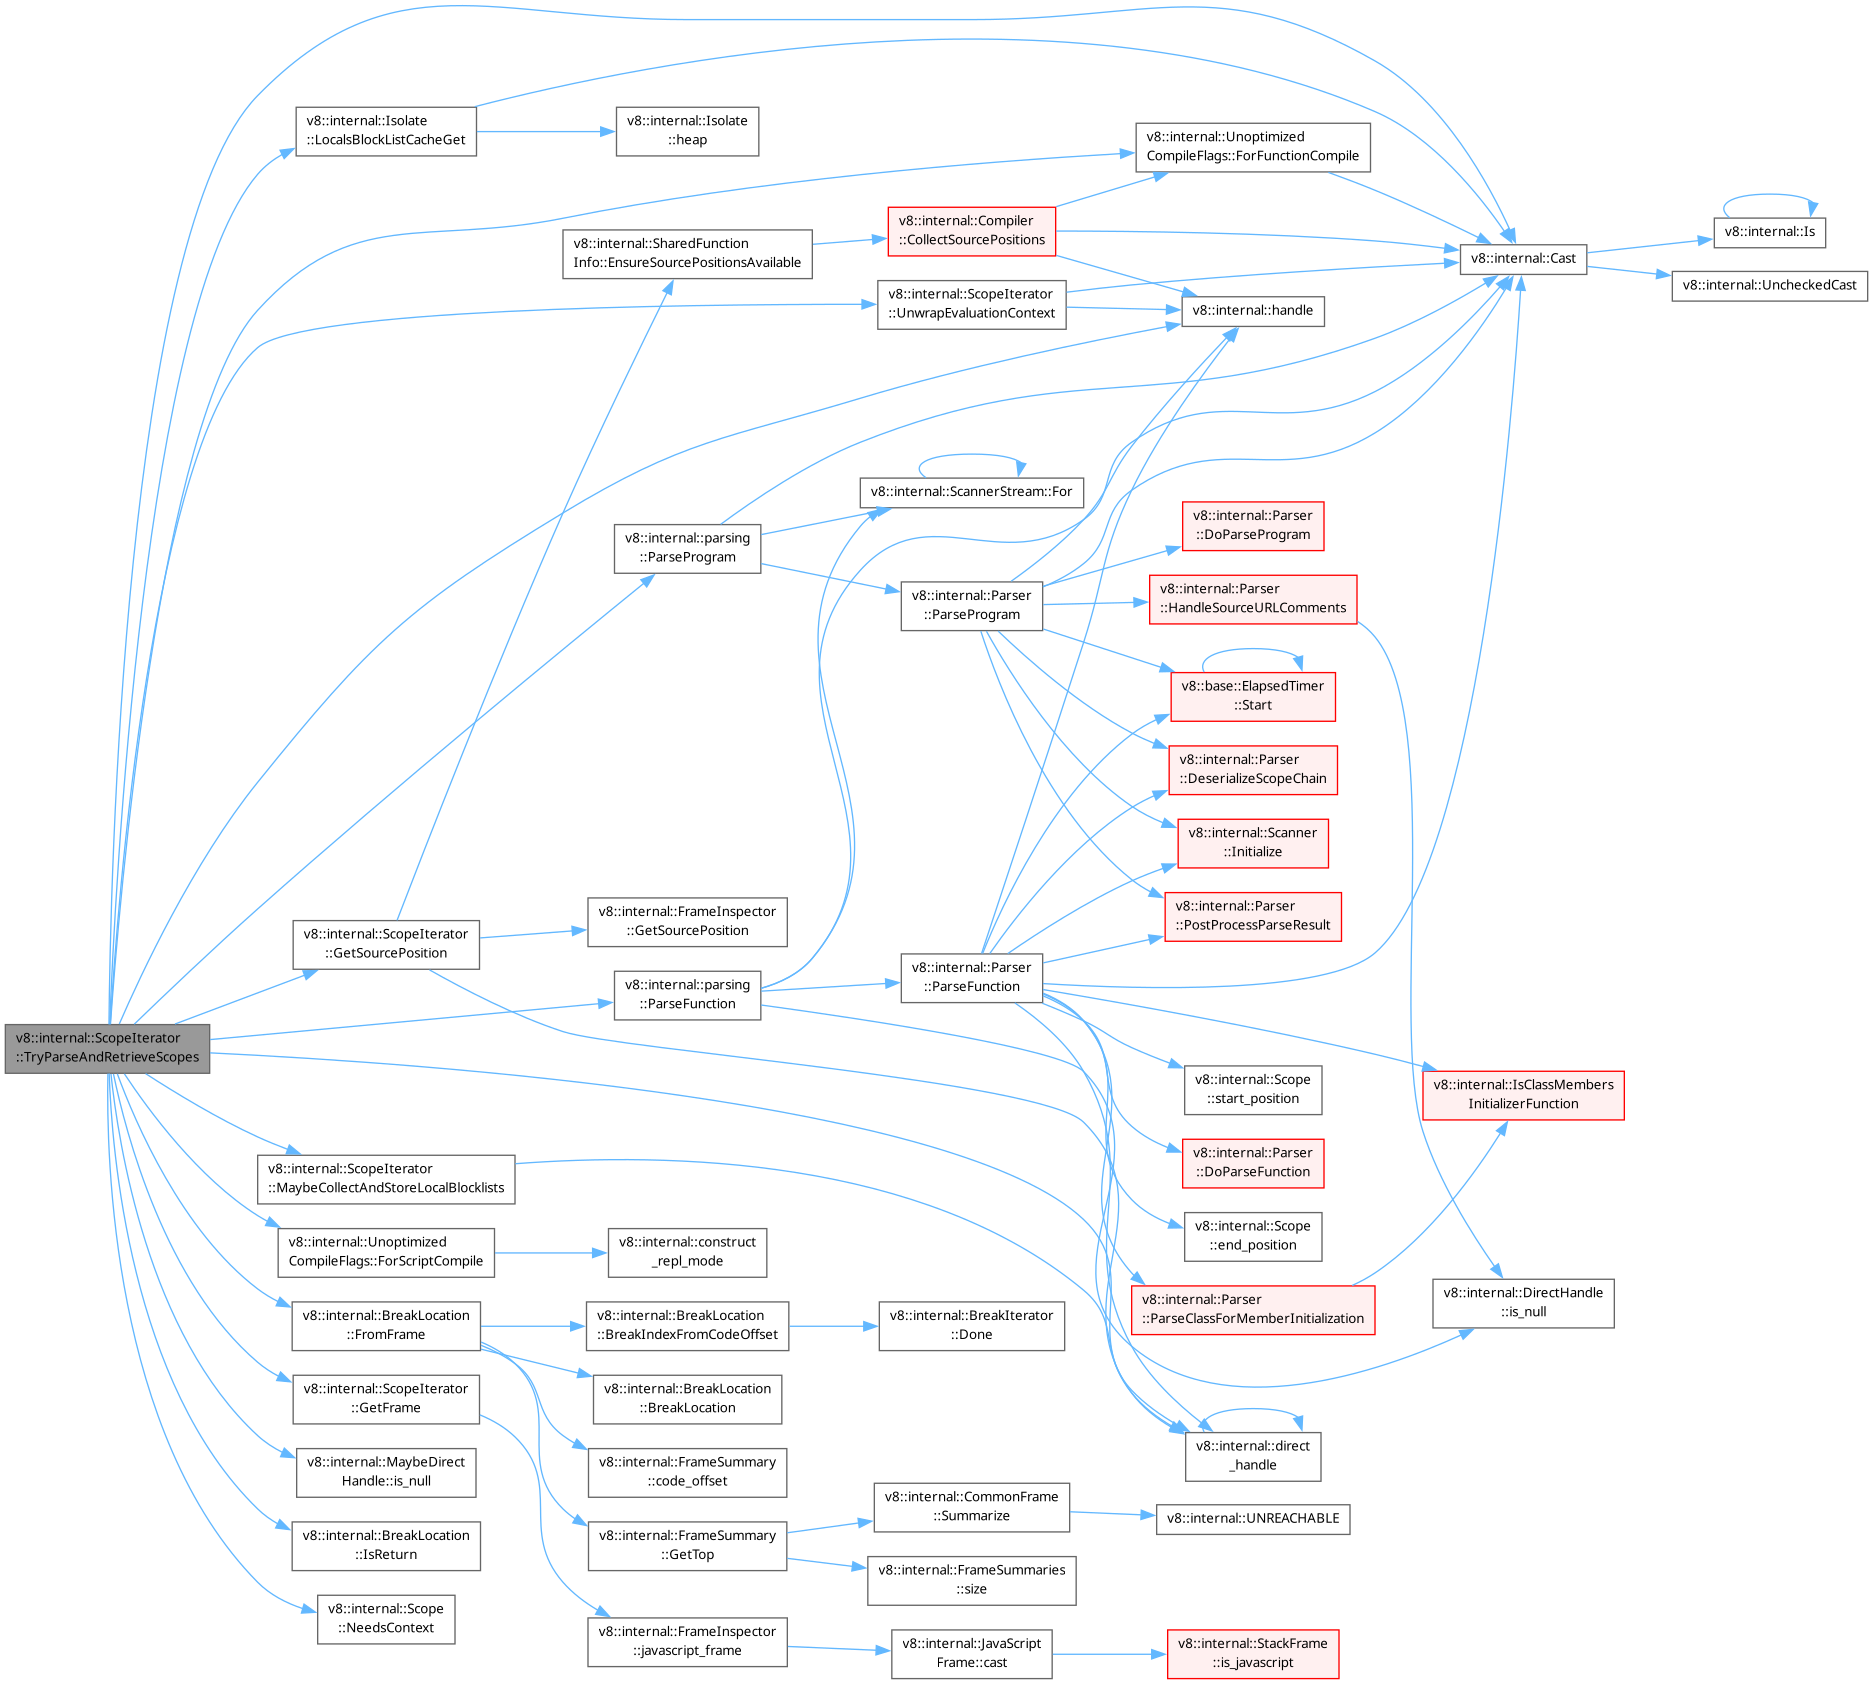 v8::internal::ScopeIterator
::TryParseAndRetrieveScopes
v8::internal::Isolate
::LocalsBlockListCacheGet
v8::internal::Isolate
::heap
v8::internal::Unoptimized
CompileFlags::ForFunctionCompile
v8::internal::SharedFunction
Info::EnsureSourcePositionsAvailable
v8::internal::Compiler
::CollectSourcePositions
v8::internal::Cast
v8::internal::Is
v8::internal::UncheckedCast
v8::internal::ScopeIterator
::UnwrapEvaluationContext
v8::internal::handle
v8::internal::ScannerStream::For
v8::internal::parsing
::ParseProgram
v8::internal::Parser
::ParseProgram
v8::internal::Parser
::DoParseProgram
v8::internal::Parser
::HandleSourceURLComments
v8::base::ElapsedTimer
::Start
v8::internal::Parser
::DeserializeScopeChain
v8::internal::Scanner
::Initialize
v8::internal::Parser
::PostProcessParseResult
v8::internal::ScopeIterator
::GetSourcePosition
v8::internal::FrameInspector
::GetSourcePosition
v8::internal::parsing
::ParseFunction
v8::internal::Parser
::ParseFunction
v8::internal::Scope
::start_position
v8::internal::IsClassMembers
InitializerFunction
v8::internal::Parser
::DoParseFunction
v8::internal::Scope
::end_position
v8::internal::Parser
::ParseClassForMemberInitialization
v8::internal::DirectHandle
::is_null
v8::internal::direct
_handle
v8::internal::ScopeIterator
::MaybeCollectAndStoreLocalBlocklists
v8::internal::Unoptimized
CompileFlags::ForScriptCompile
v8::internal::construct
_repl_mode
v8::internal::BreakLocation
::FromFrame
v8::internal::BreakLocation
::BreakIndexFromCodeOffset
v8::internal::BreakIterator
::Done
v8::internal::BreakLocation
::BreakLocation
v8::internal::ScopeIterator
::GetFrame
v8::internal::FrameSummary
::code_offset
v8::internal::MaybeDirect
Handle::is_null
v8::internal::FrameSummary
::GetTop
v8::internal::CommonFrame
::Summarize
v8::internal::UNREACHABLE
v8::internal::FrameSummaries
::size
v8::internal::BreakLocation
::IsReturn
v8::internal::Scope
::NeedsContext
v8::internal::FrameInspector
::javascript_frame
v8::internal::JavaScript
Frame::cast
v8::internal::StackFrame
::is_javascript